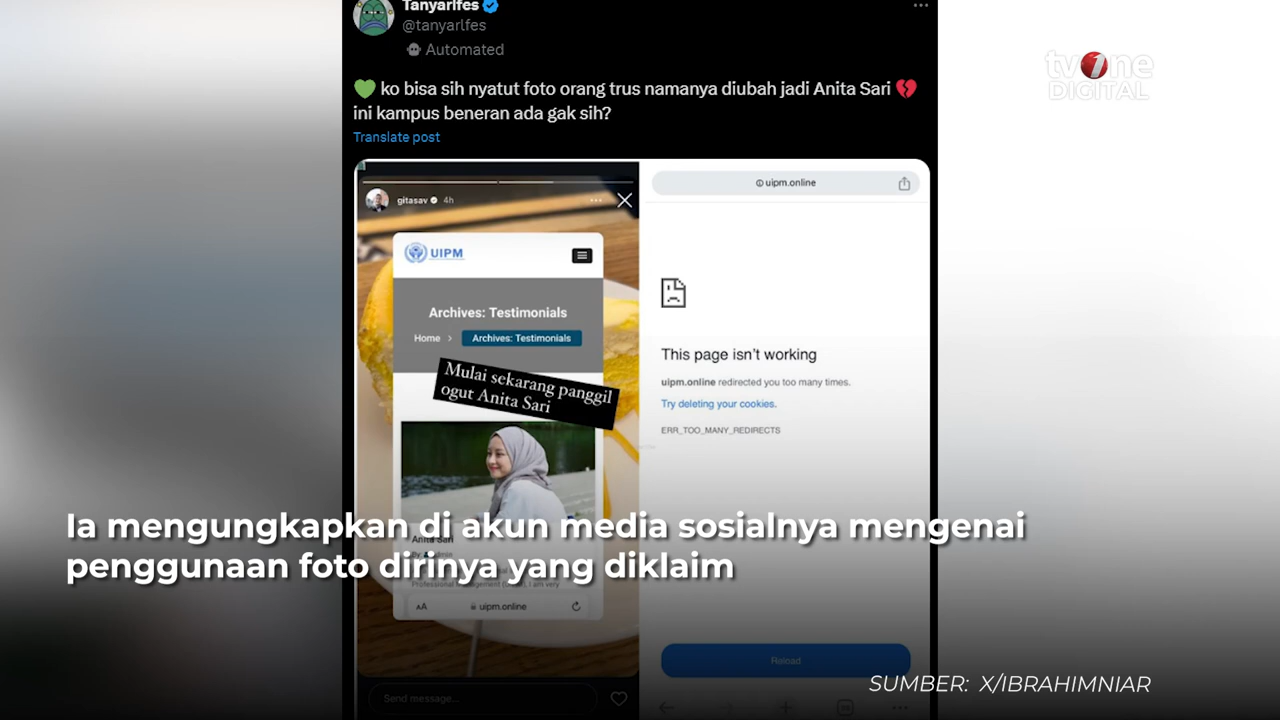 Tanyarlfes
@tanyarlfes
Automated
tvOne
DIGITAL
💚 ko bisa sih nyatut foto orang trus namanya diubah jadi Anita Sari 💔
ini kampus beneran ada gak sih?
Translate post
gitasav 4h
UIPM
Archives: Testimonials
Home > Archives: Testimonials
Mulai sekarang panggil
ogut Anita Sari
Anita Sari
AA uipm.online
Send message...
uipm.online
This page isn't working
uipm.online redirected you too many times.
Try deleting your cookies.
ERR_TOO_MANY_REDIRECTS
Reload
Ia mengungkapkan di akun media sosialnya mengenai
penggunaan foto dirinya yang diklaim
SUMBER: X/IBRAHIMNIAR